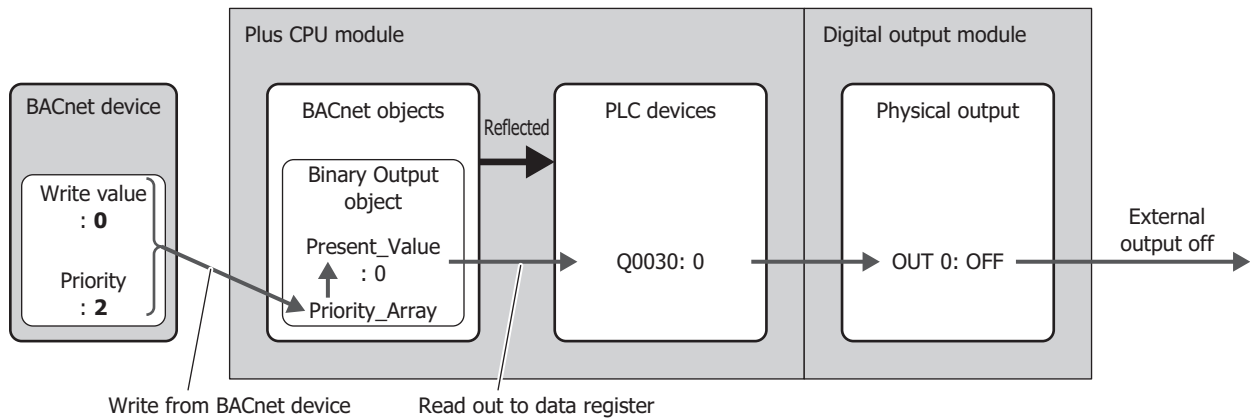 Plus CPU module
Digital output module
BACnet device
BACnet objects
Reflected
PLC devices
Physical output
Write value
: 0
Priority
: 2
Binary Output
object
Present_Value
: 0
Priority_Array
Q0030: 0
OUT 0: OFF
External
output off
Write from BACnet device
Read out to data register